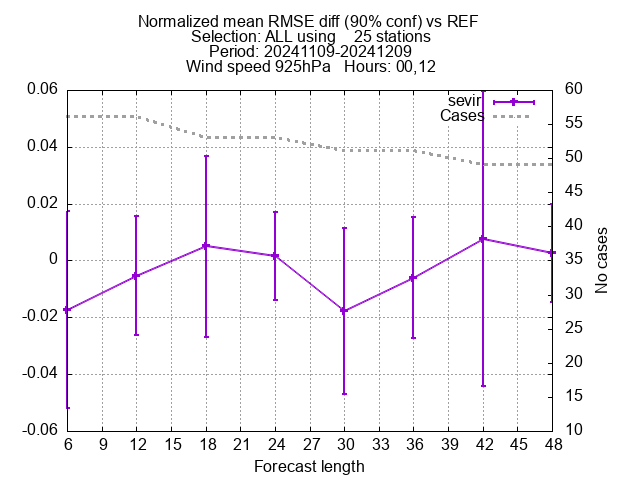 Normalized mean RMSE diff (90% conf) vs REF
Selection: ALL using    25 stations
Period: 20241109-20241209
Wind speed 925hPa   Hours: 00,12
sevir
Cases
0.06
0.04
0.02
0
-0.02
-0.04
-0.06
60
55
50
45
40
35
30
25
20
15
10
No cases
6 9 12 15 18 21 24 27 30 33 36 39 42 45 48
Forecast length